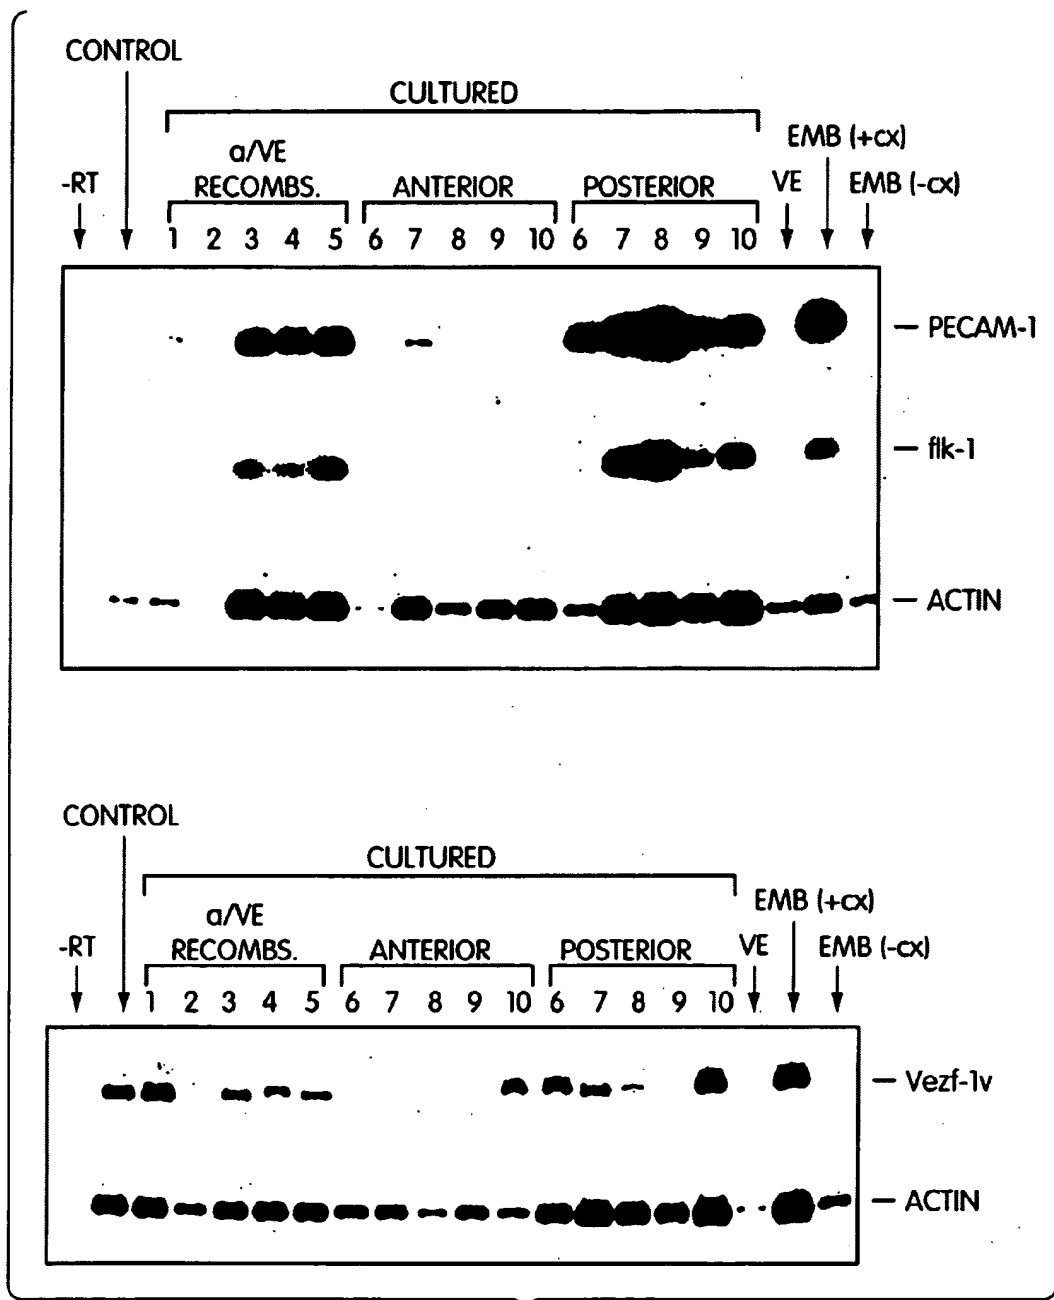 CONTROL
CULTURED
a/VE
RECOMBS.
ANTERIOR
POSTERIOR
-RT
VE
EMB (+cx)
EMB (-cx)
1 2 3 4 5 6 7 8 9 10 6 7 8 9 10
PECAM-1
flk-1
ACTIN
CONTROL
CULTURED
a/VE
RECOMBS.
ANTERIOR
POSTERIOR
-RT
VE
EMB (+cx)
EMB (-cx)
1 2 3 4 5 6 7 8 9 10 6 7 8 9 10
Vezf-1v
ACTIN